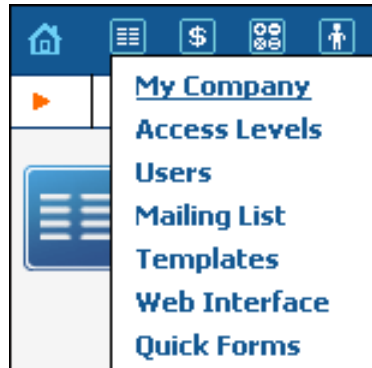 $
My Company
Access Levels
Users
Mailing List
Templates
Web Interface
Quick Forms